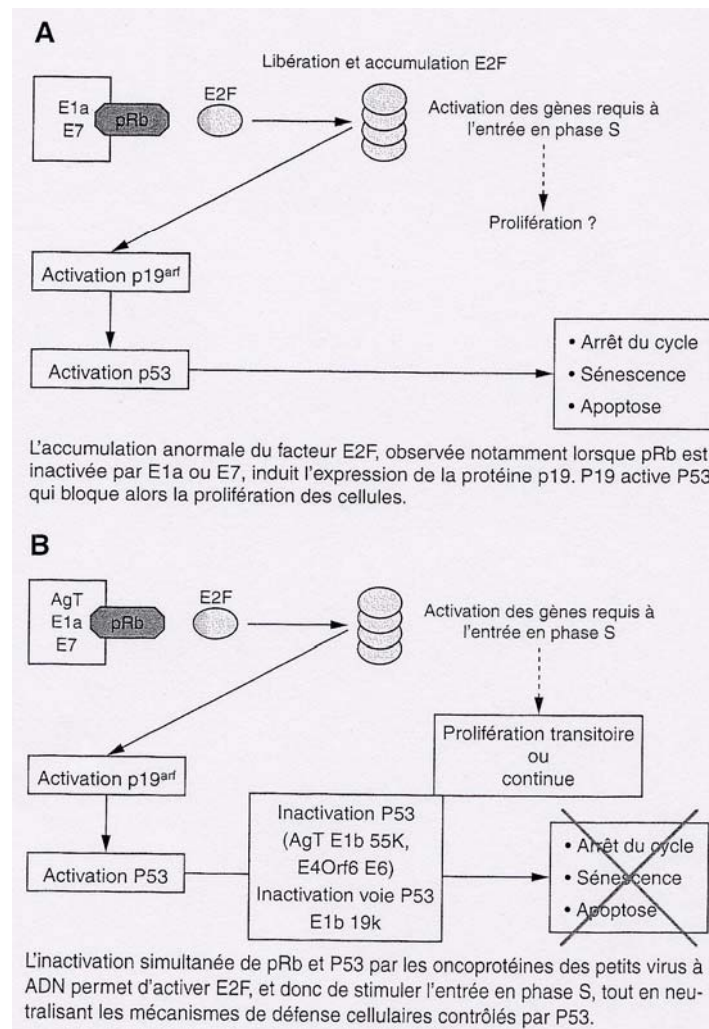 A
Libération et accumulation E2F
E1a
E7
pRb
E2F
Activation des gènes requis à
l'entrée en phase S
Prolifération ?
Activation p19arf
Activation p53
• Arrêt du cycle
• Sénescence
• Apoptose
L'accumulation anormale du facteur E2F, observée notamment lorsque pRb est
inactivée par E1a ou E7, induit l'expression de la protéine p19. P19 active P53
qui bloque alors la prolifération des cellules.
B
AgT
E1a
E7
pRb
E2F
Activation des gènes requis à
l'entrée en phase S
Prolifération transitoire
ou
continue
Activation p19arf
Activation P53
Inactivation P53
(AgT E1b 55K,
E4Orf6 E6)
Inactivation voie P53
E1b 19k
• Arrêt du cycle
• Sénescence
• Apoptose
L'inactivation simultanée de pRb et P53 par les oncoprotéines des petits virus à
ADN permet d'activer E2F, et donc de stimuler l'entrée en phase S, tout en neu-
tralisant les mécanismes de défense cellulaires contrôlés par P53.